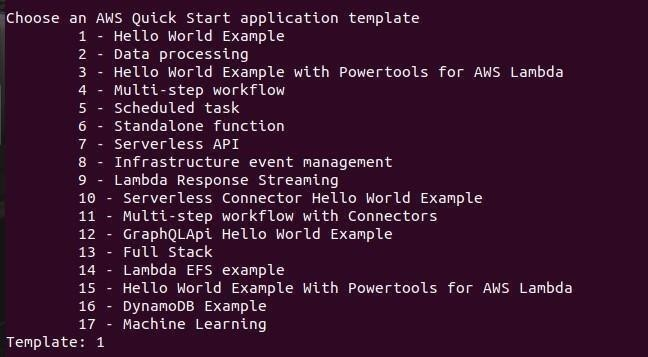 Choose an AWS Quick Start application template
1 - Hello World Example
2 - Data processing
3 - Hello World Example with Powertools for AWS Lambda
4 - Multi-step workflow
5 - Scheduled task
6 - Standalone function
7 - Serverless API
8 - Infrastructure event management
9 - Lambda Response Streaming
10 - Serverless Connector Hello World Example
11 - Multi-step workflow with Connectors
12 - GraphQLApi Hello World Example
13 - Full Stack
14 - Lambda EFS example
15 - Hello World Example With Powertools for AWS Lambda
16 - DynamoDB Example
17 - Machine Learning
Template: 1